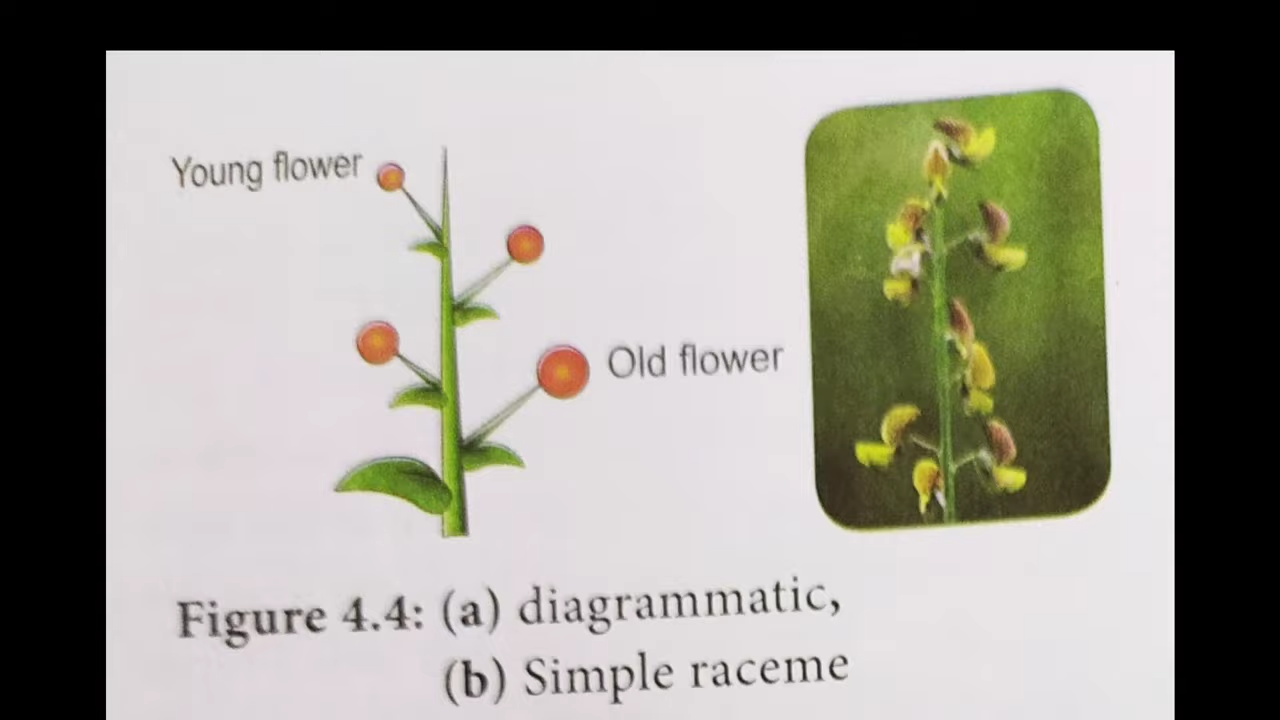 Young flower
Old flower
Figure 4.4: (a) diagrammatic,
(b) Simple raceme